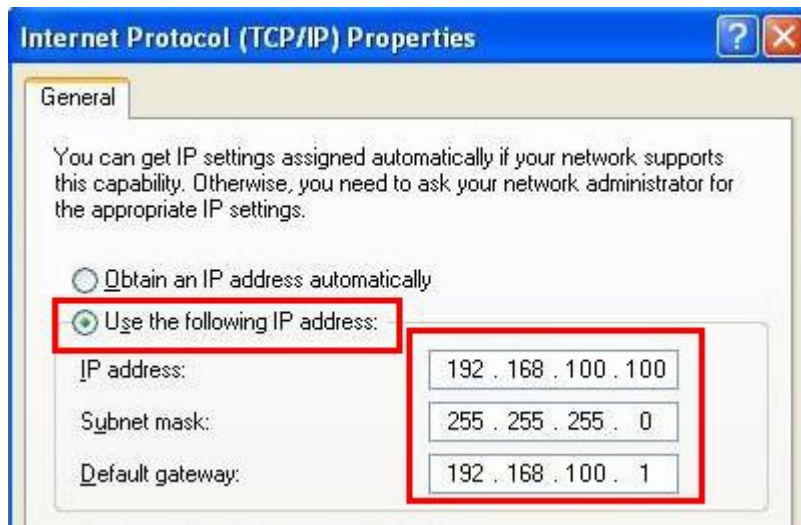 Internet Protocol (TCP/IP) Properties
General
You can get IP settings assigned automatically if your network supports
this capability. Otherwise, you need to ask your network administrator for
the appropriate IP settings.
Obtain an IP address automatically
Use the following IP address:
IP address: 192 . 168 . 100 . 100
Subnet mask: 255 . 255 . 255 . 0
Default gateway: 192 . 168 . 100 . 1